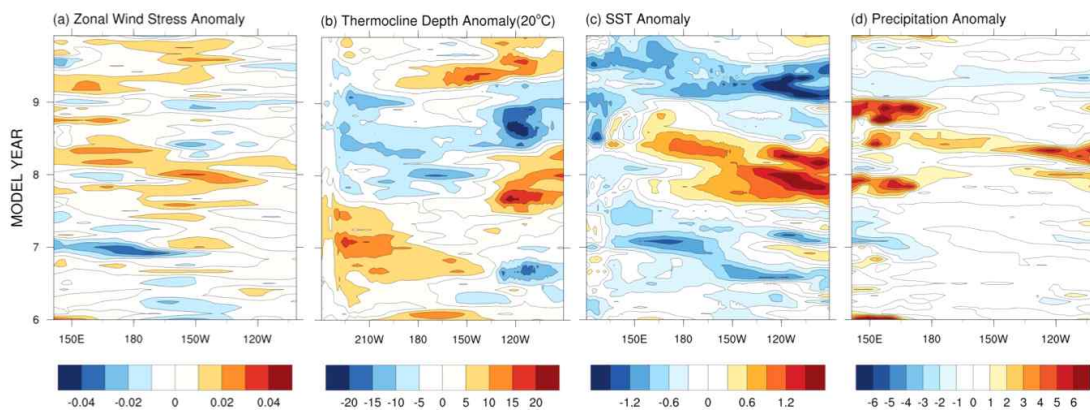 (a) Zonal Wind Stress Anomaly
(b) Thermocline Depth Anomaly(20°C)
(c) SST Anomaly
(d) Precipitation Anomaly
MODEL YEAR
9
8
7
6
150E 180 150W 120W
210W 180 150W 120W
150E 180 150W 120W
150E 180 150W 120W
-0.04 -0.02 0 0.02 0.04
-20 -15 -10 -5 0 5 10 15 20
-1.2 -0.6 0 0.6 1.2
-6 -5 -4 -3 -2 -1 0 1 2 3 4 5 6